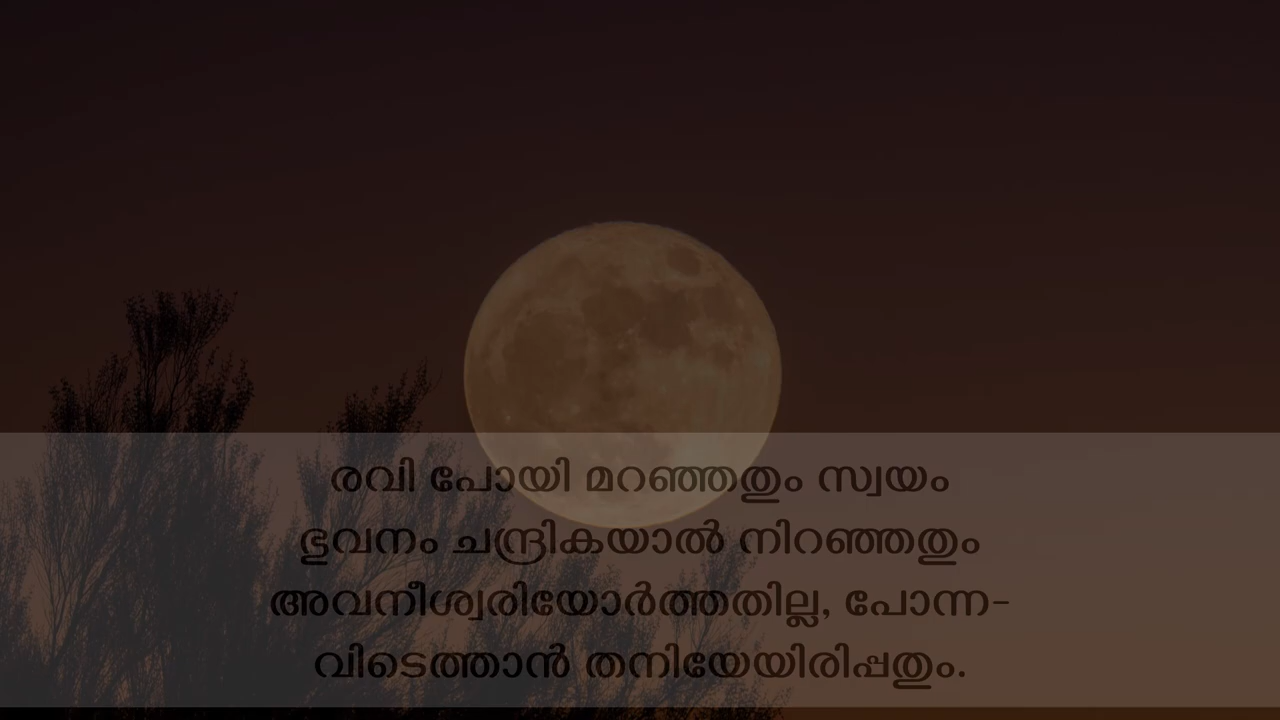 രവി പോയി മറഞ്ഞതും സ്വയം
ഭുവനം ചന്ദ്രികയാൽ നിറഞ്ഞതും
അവനീശ്വരിയോർത്തതില്ല, പോന്ന-
വിടെത്താൻ തനിയേയിരിപ്പതും.